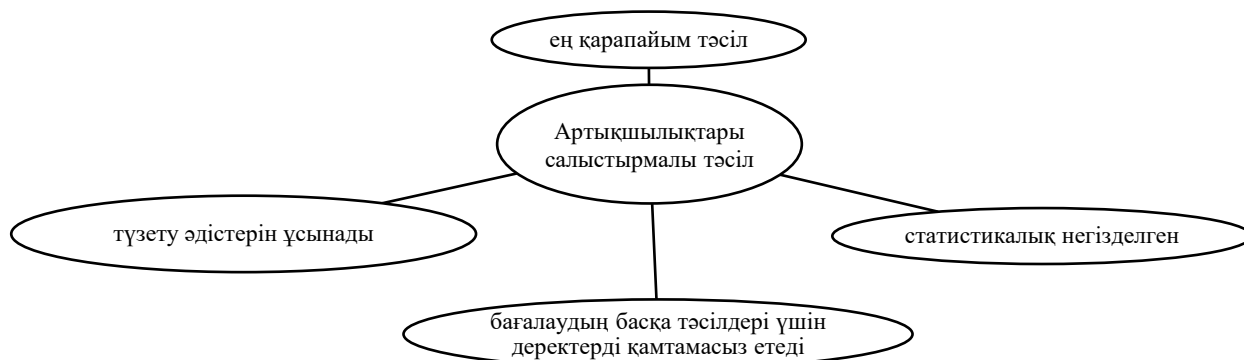 ең қарапайым тәсіл
Артықшылықтары
салыстырмалы тәсіл
түзету әдістерін ұсынады
статистикалық негізделген
бағалаудың басқа тәсілдері үшін
деректерді қамтамасыз етеді